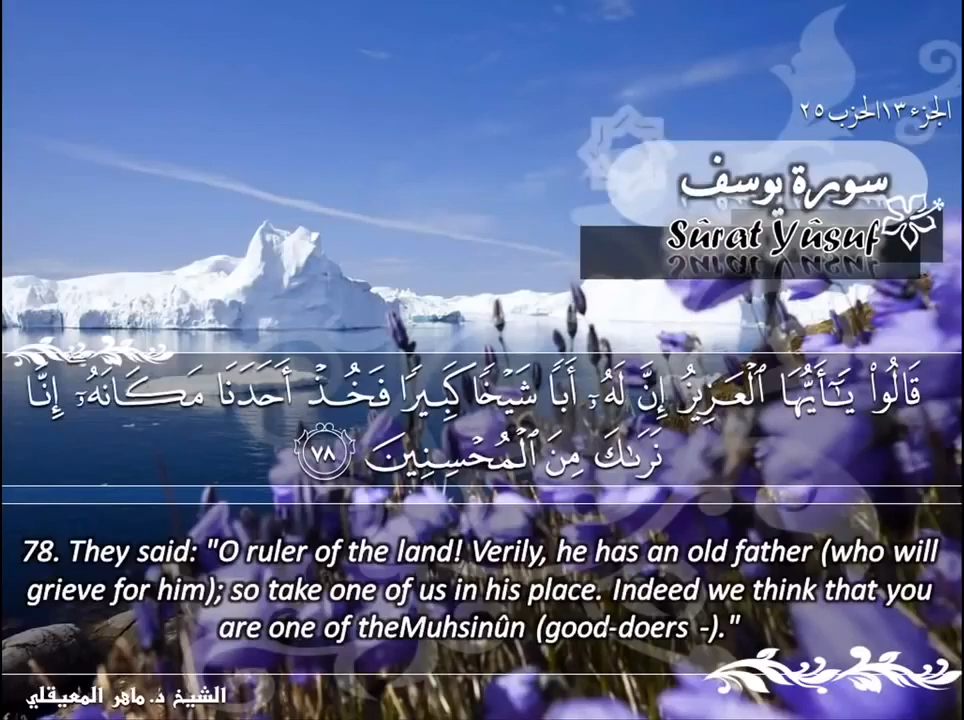 الجزء ١٣ الحزب ٢٥
سورة يوسف
Sûrat Yûsuf
قَالُوا۟ يَـٰٓأَيُّهَا ٱلْعَزِيزُ إِنَّ لَهُۥٓ أَبًا شَيْخًا كَبِيرًا فَخُذْ أَحَدَنَا مَكَانَهُۥٓ إِنَّا
نَرَىٰكَ مِنَ ٱلْمُحْسِنِينَ ٧٨
78. They said: "O ruler of the land! Verily, he has an old father (who will
grieve for him); so take one of us in his place. Indeed we think that you
are one of theMuhsinûn (good-doers -)."
الشيخ د. ماهر المعيقلي